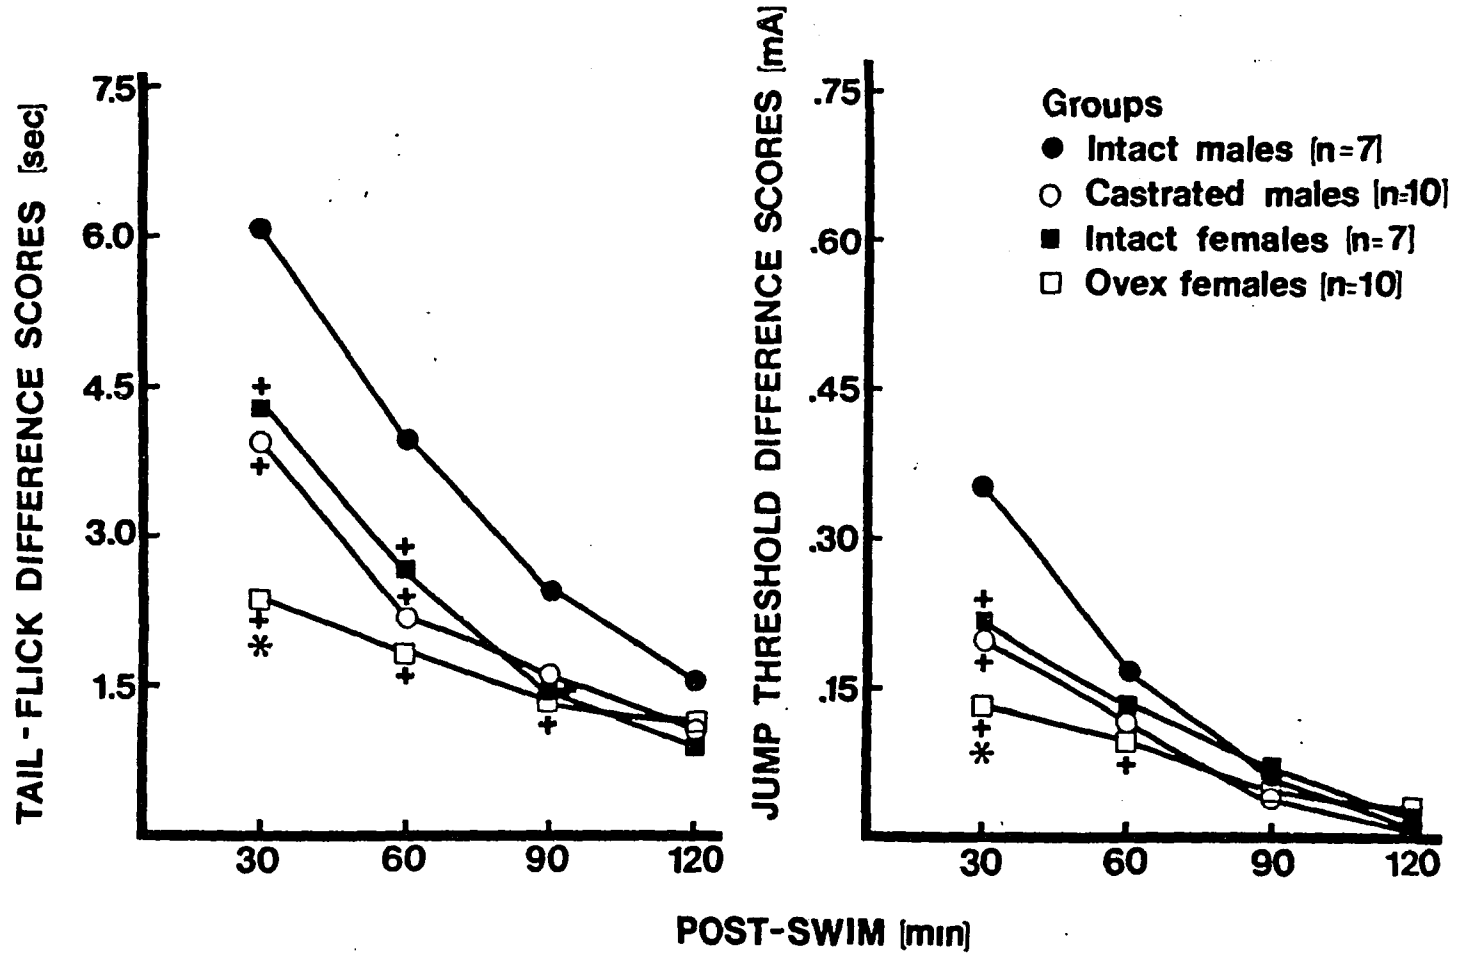 TAIL-FLICK DIFFERENCE SCORES [sec]
7.5
6.0
4.5
3.0
1.5
30 60 90 120
JUMP THRESHOLD DIFFERENCE SCORES [mA]
.75
.60
.45
.30
.15
30 60 90 120
Groups
Intact males [n=7]
Castrated males [n=10]
Intact females [n=7]
Ovex females [n=10]
POST-SWIM [min]